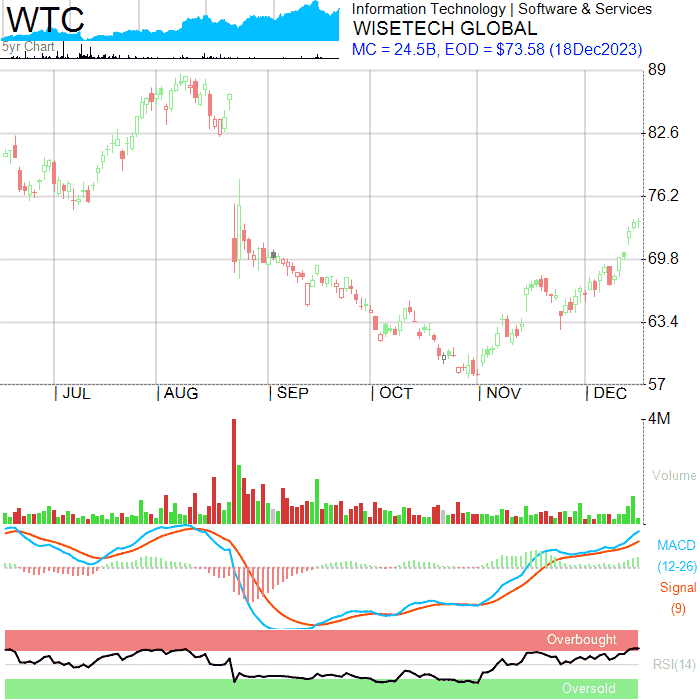 WTC
5yr Chart
Information Technology | Software & Services
WISETECH GLOBAL
MC = 24.5B, EOD = $73.58 (18Dec2023)
89
82.6
76.2
69.8
63.4
57
| JUL | AUG | SEP | OCT | NOV | DEC
4M
Volume
MACD
(12-26)
Signal
(9)
Overbought
RSI(14)
Oversold